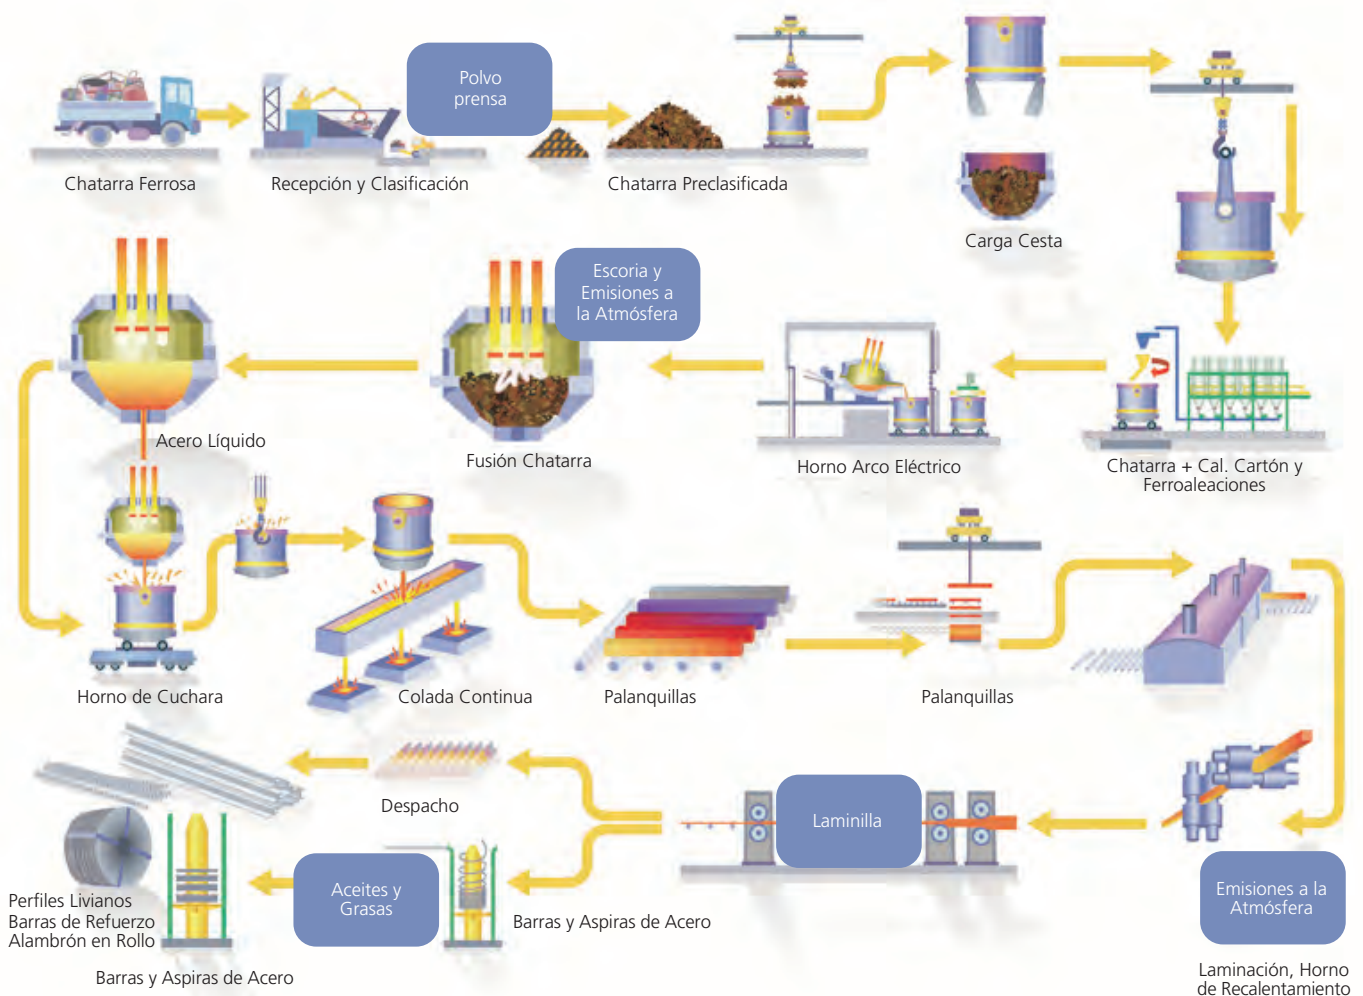 Polvo
prensa
Chatarra Ferrosa
Recepción y Clasificación
Chatarra Preclasificada
Carga Cesta
Escoria y
Emisiones a
la Atmósfera
Acero Líquido
Fusión Chatarra
Horno Arco Eléctrico
Chatarra + Cal. Cartón y
Ferroaleaciones
Horno de Cuchara
Colada Continua
Palanquillas
Palanquillas
Despacho
Laminilla
Emisiones a la
Atmósfera
Aceites y
Grasas
Perfiles Livianos
Barras de Refuerzo
Alambrón en Rollo
Barras y Aspiras de Acero
Barras y Aspiras de Acero
Laminación, Horno
de Recalentamiento